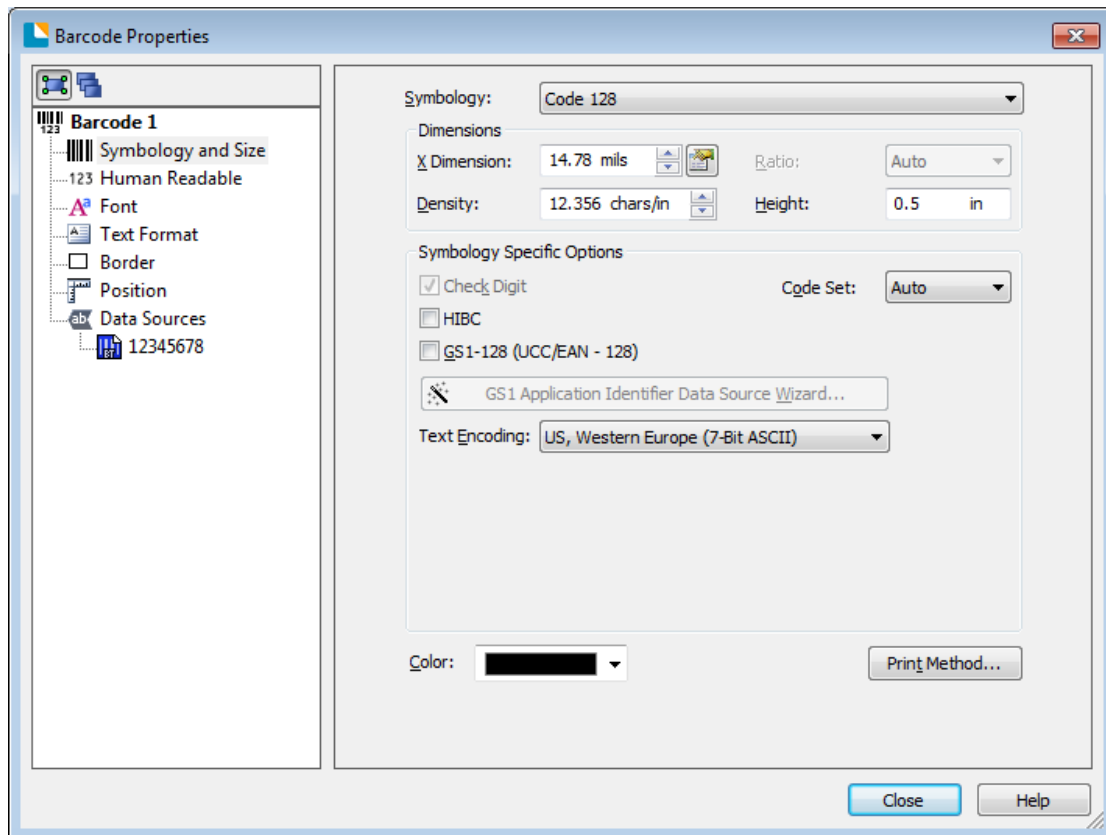 Barcode Properties
123 Barcode 1
Symbology and Size
123 Human Readable
Font
Text Format
Border
Position
Data Sources
12345678
Symbology: Code 128
Dimensions
X Dimension: 14.78 mils Ratio: Auto
Density: 12.356 chars/in Height: 0.5 in
Symbology Specific Options
Check Digit Code Set: Auto
HIBC
GS1-128 (UCC/EAN - 128)
GS1 Application Identifier Data Source Wizard...
Text Encoding: US, Western Europe (7-Bit ASCII)
Color: Print Method...
Close Help